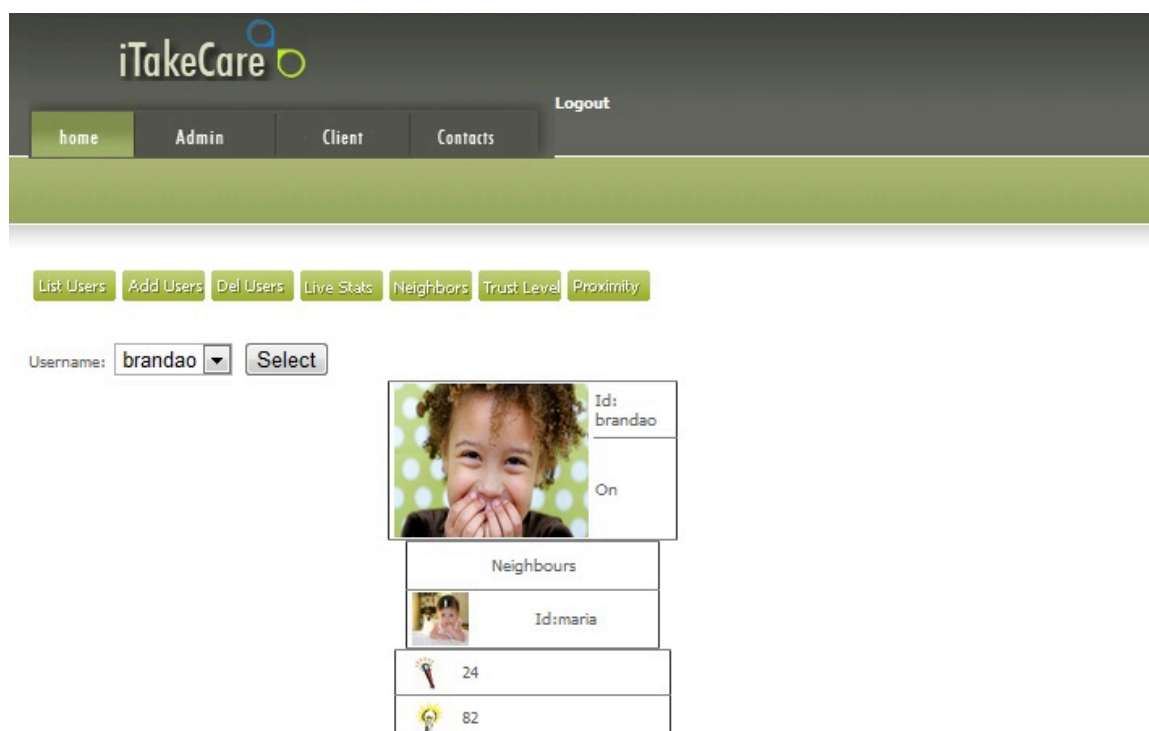 iTakeCare
Logout
home Admin Client Contacts
List Users Add Users Del Users Live Stats Neighbors Trust Level Proximity
Username: brandao Select
Id:
brandao
On
Neighbours
Id:maria
24
82